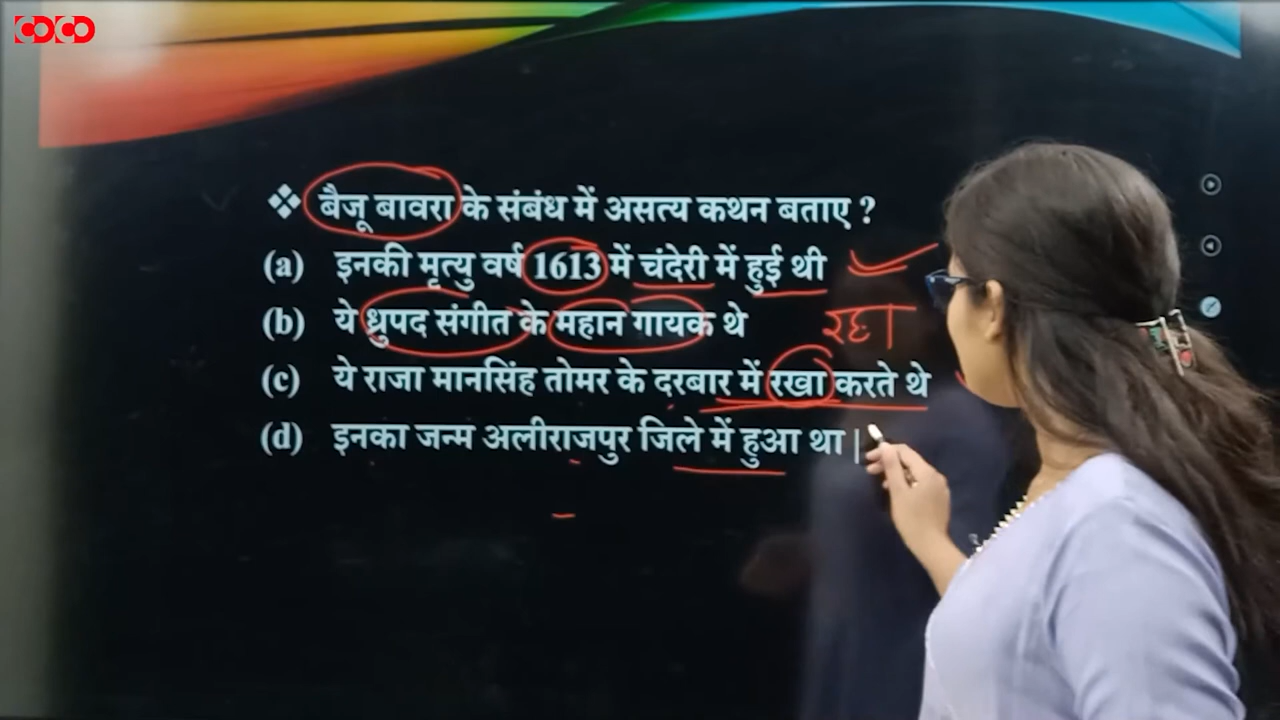 COCO
❖ बैजू बावरा के संबंध में असत्य कथन बताए ?
(a) इनकी मृत्यु वर्ष 1613 में चंदेरी में हुई थी
(b) ये ध्रुपद संगीत के महान गायक थे रहा
(c) ये राजा मानसिंह तोमर के दरबार में रखा करते थे
(d) इनका जन्म अलीराजपुर जिले में हुआ था |